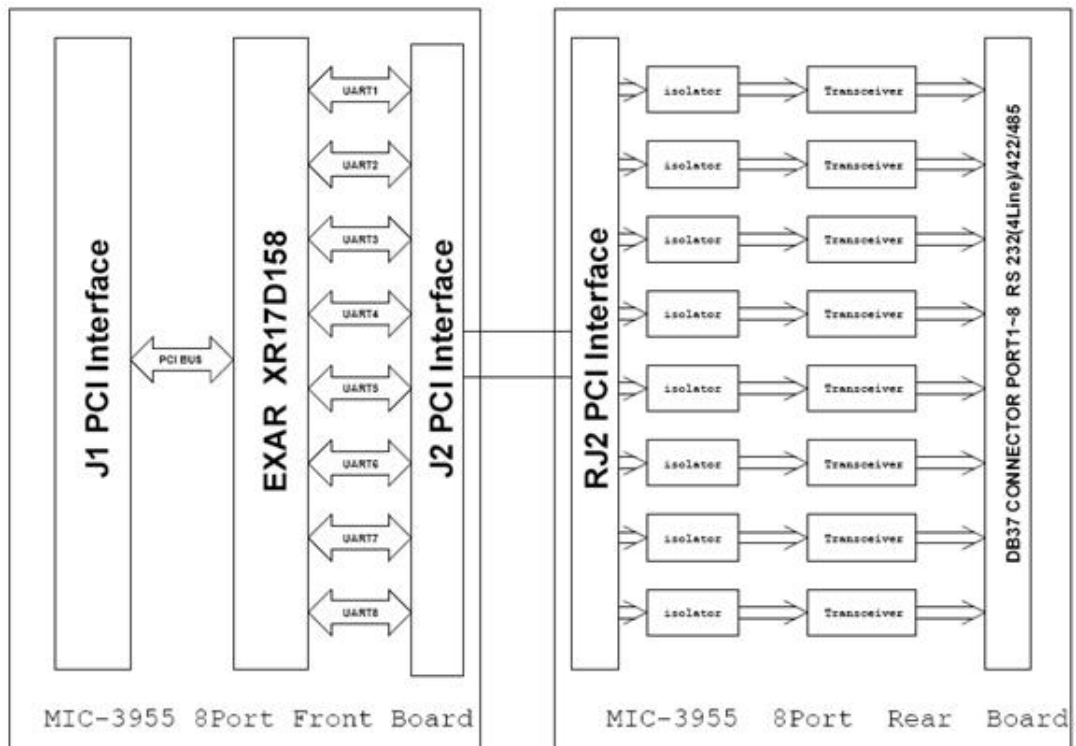 J1 PCI Interface
PCI BUS
EXAR XR17D158
UART1
UART2
UART3
UART4
UART5
UART6
UART7
UART8
J2 PCI Interface
MIC-3955 8Port Front Board
RJ2 PCI Interface
isolator
Transceiver
isolator
Transceiver
isolator
Transceiver
isolator
Transceiver
isolator
Transceiver
isolator
Transceiver
isolator
Transceiver
isolator
Transceiver
DB37 CONNECTOR PORT1~8 RS 232(4Line)/422/485
MIC-3955 8Port Rear Board